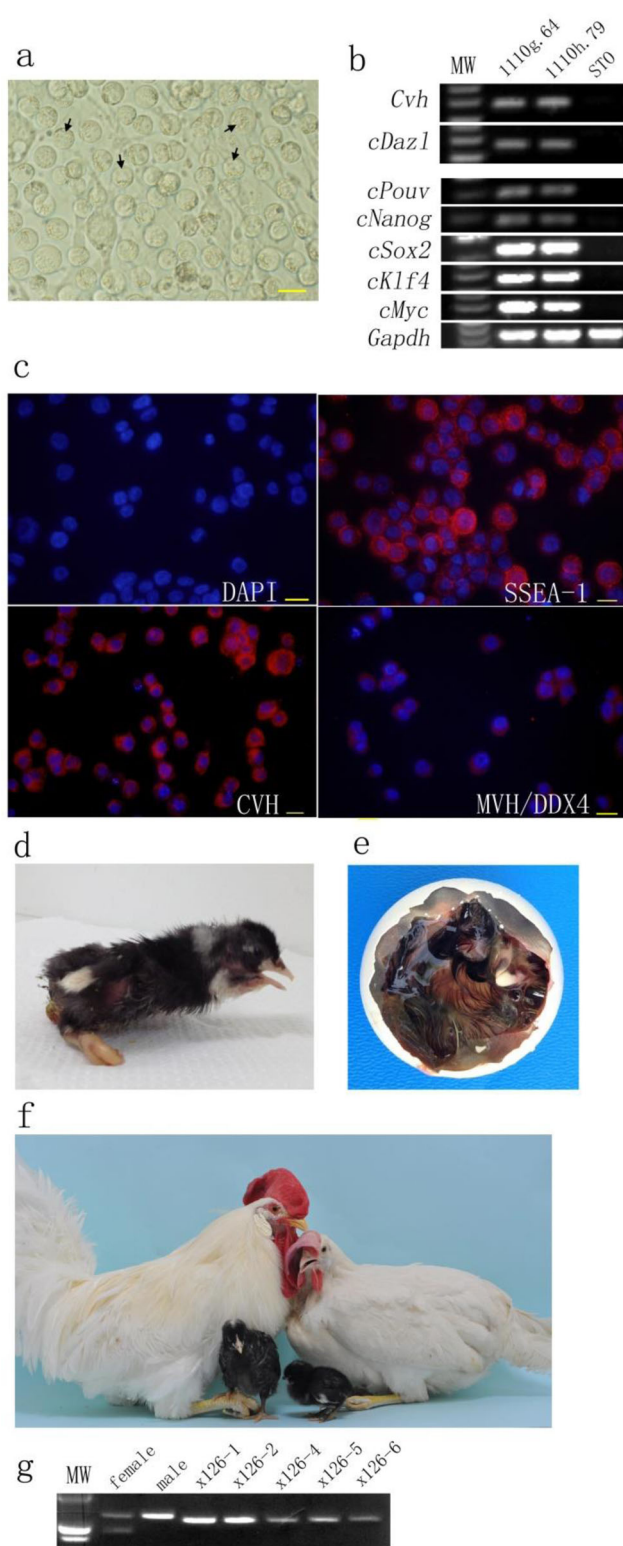 a
b
MW 1110g.64 1110h.79 STO
Cvh
cDazl
cPouv
cNanog
cSox2
cKlf4
cMyc
Gapdh
c
DAPI
SSEA-1
CVH
MVH/DDX4
d
e
f
g
MW female male x126-1 x126-2 x126-4 x126-5 x126-6